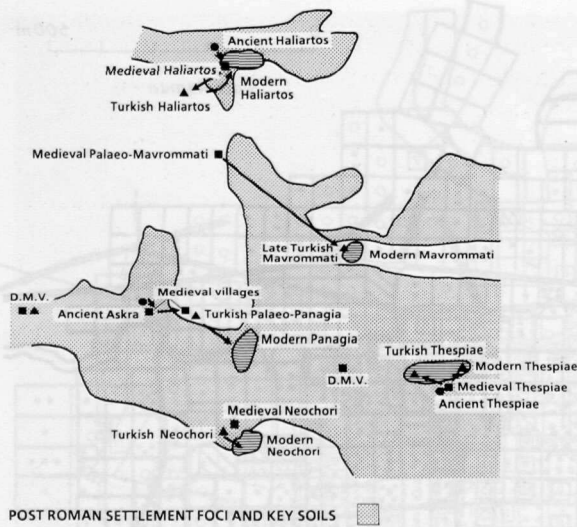 Ancient Haliartos
Medieval Haliartos
Modern
Haliartos
Turkish Haliartos
Medieval Palaeo-Mavrommati
Late Turkish
Mavrommati
Modern Mavrommati
D.M.V.
Medieval villages
Ancient Askra
Turkish Palaeo-Panagia
Modern Panagia
Turkish Thespiae
Modern Thespiae
D.M.V.
Medieval Thespiae
Ancient Thespiae
Medieval Neochori
Turkish Neochori
Modern
Neochori
POST ROMAN SETTLEMENT FOCI AND KEY SOILS